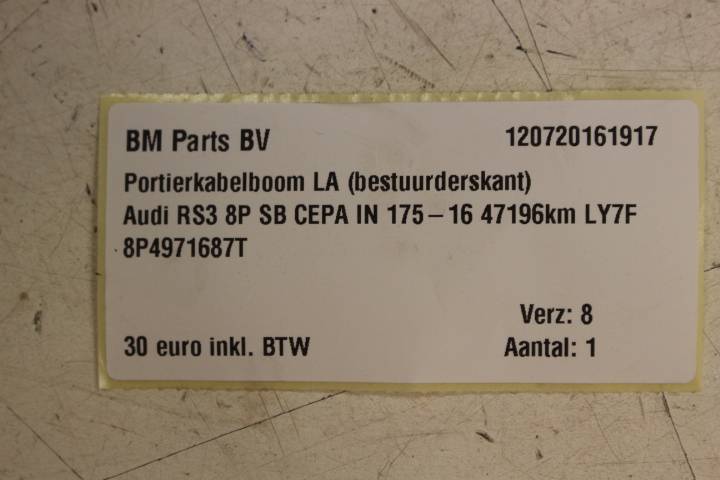 BM Parts BV 120720161917
Portierkabelboom LA (bestuurderskant)
Audi RS3 8P SB CEPA IN 175-16 47196km LY7F
8P4971687T
Verz: 8
30 euro inkl. BTW Aantal: 1